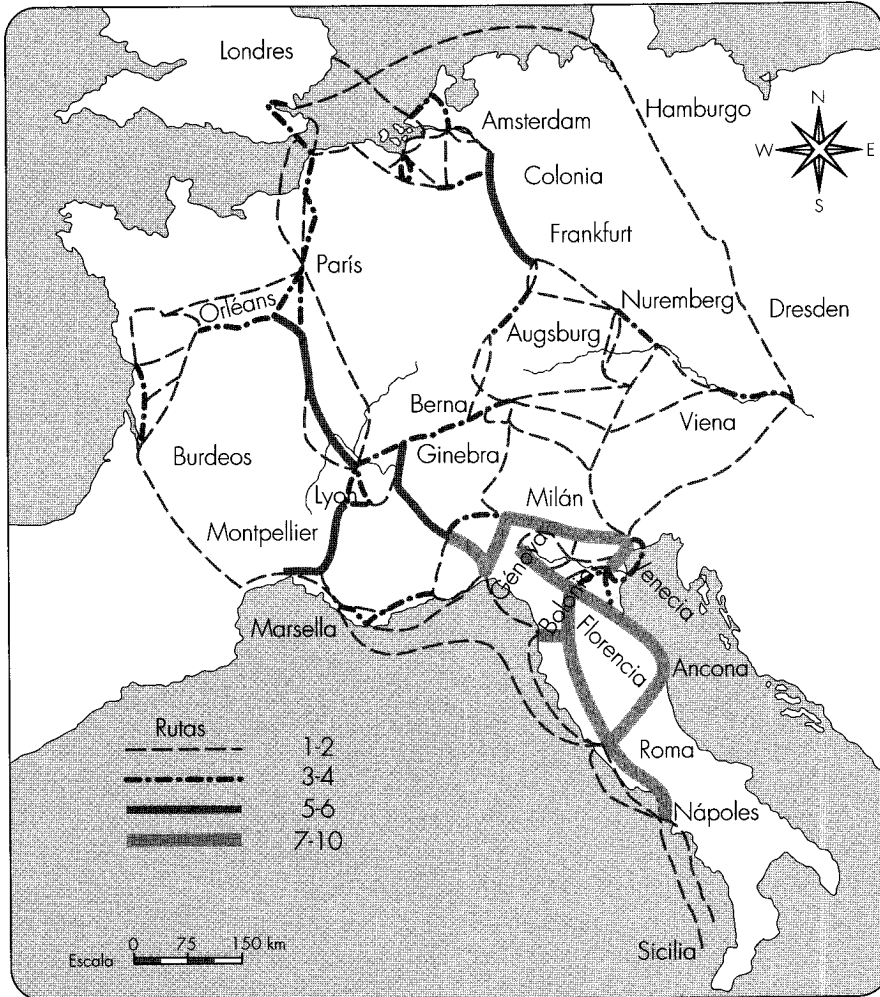 Londres
Hamburgo
N
W
E
S
Amsterdam
Colonia
Frankfurt
París
Orléans
Nuremberg
Dresden
Augsburg
Berna
Viena
Burdeos
Ginebra
Lyon
Milán
Montpellier
Génova
Venecia
Bolon
Florencia
Marsella
Ancona
Rutas
1-2
3-4
5-6
7-10
Roma
Nápoles
Sicilia
Escala 0 75 150 km